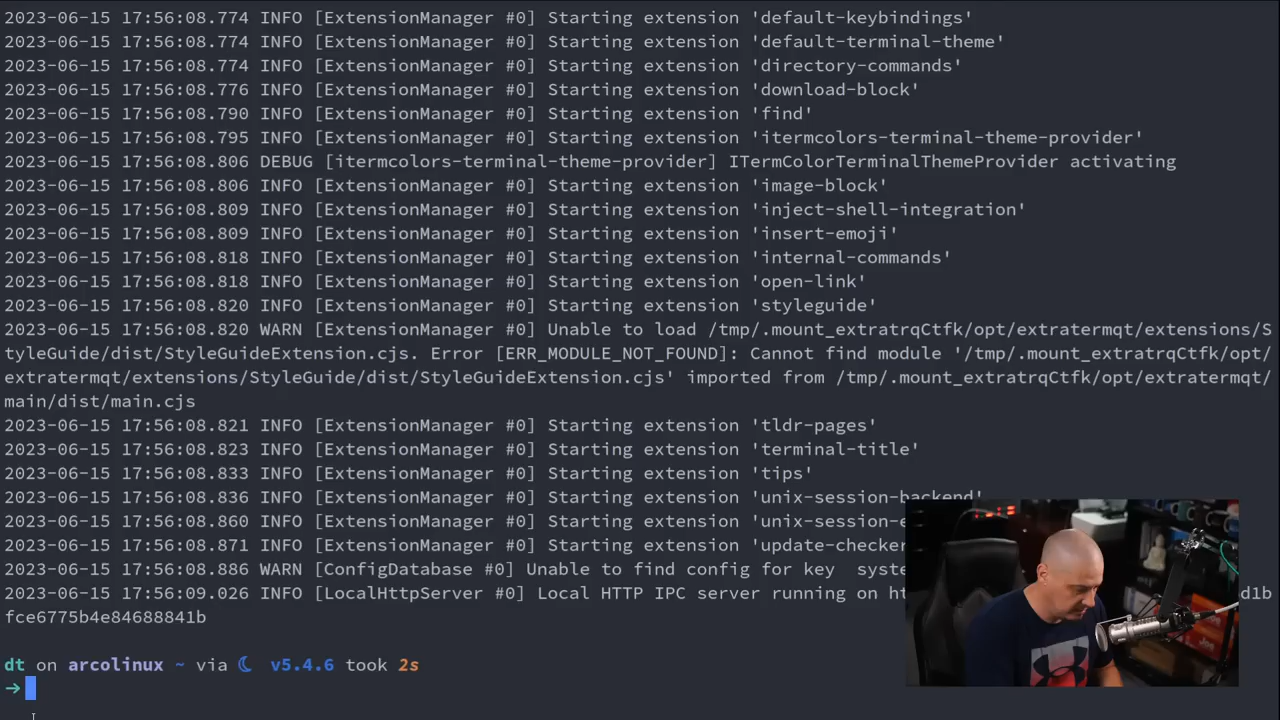 2023-06-15 17:56:08.774 INFO [ExtensionManager #0] Starting extension 'default-keybindings'
2023-06-15 17:56:08.774 INFO [ExtensionManager #0] Starting extension 'default-terminal-theme'
2023-06-15 17:56:08.774 INFO [ExtensionManager #0] Starting extension 'directory-commands'
2023-06-15 17:56:08.776 INFO [ExtensionManager #0] Starting extension 'download-block'
2023-06-15 17:56:08.790 INFO [ExtensionManager #0] Starting extension 'find'
2023-06-15 17:56:08.795 INFO [ExtensionManager #0] Starting extension 'itermcolors-terminal-theme-provider'
2023-06-15 17:56:08.806 DEBUG [itermcolors-terminal-theme-provider] ITermColorTerminalThemeProvider activating
2023-06-15 17:56:08.806 INFO [ExtensionManager #0] Starting extension 'image-block'
2023-06-15 17:56:08.809 INFO [ExtensionManager #0] Starting extension 'inject-shell-integration'
2023-06-15 17:56:08.809 INFO [ExtensionManager #0] Starting extension 'insert-emoji'
2023-06-15 17:56:08.818 INFO [ExtensionManager #0] Starting extension 'internal-commands'
2023-06-15 17:56:08.818 INFO [ExtensionManager #0] Starting extension 'open-link'
2023-06-15 17:56:08.820 INFO [ExtensionManager #0] Starting extension 'styleguide'
2023-06-15 17:56:08.820 WARN [ExtensionManager #0] Unable to load /tmp/.mount_extratrqCtfk/opt/extratermqt/extensions/S
tyleGuide/dist/StyleGuideExtension.cjs. Error [ERR_MODULE_NOT_FOUND]: Cannot find module '/tmp/.mount_extratrqCtfk/opt/
extratermqt/extensions/StyleGuide/dist/StyleGuideExtension.cjs' imported from /tmp/.mount_extratrqCtfk/opt/extratermqt/
main/dist/main.cjs
2023-06-15 17:56:08.821 INFO [ExtensionManager #0] Starting extension 'tldr-pages'
2023-06-15 17:56:08.823 INFO [ExtensionManager #0] Starting extension 'terminal-title'
2023-06-15 17:56:08.833 INFO [ExtensionManager #0] Starting extension 'tips'
2023-06-15 17:56:08.836 INFO [ExtensionManager #0] Starting extension 'unix-session-backend'
2023-06-15 17:56:08.860 INFO [ExtensionManager #0] Starting extension 'unix-session-e
2023-06-15 17:56:08.871 INFO [ExtensionManager #0] Starting extension 'update-checker
2023-06-15 17:56:08.886 WARN [ConfigDatabase #0] Unable to find config for key syste
2023-06-15 17:56:09.026 INFO [LocalHttpServer #0] Local HTTP IPC server running on ht d1b
fce6775b4e84688841b
dt on arcolinux ~ via ☾ v5.4.6 took 2s
→